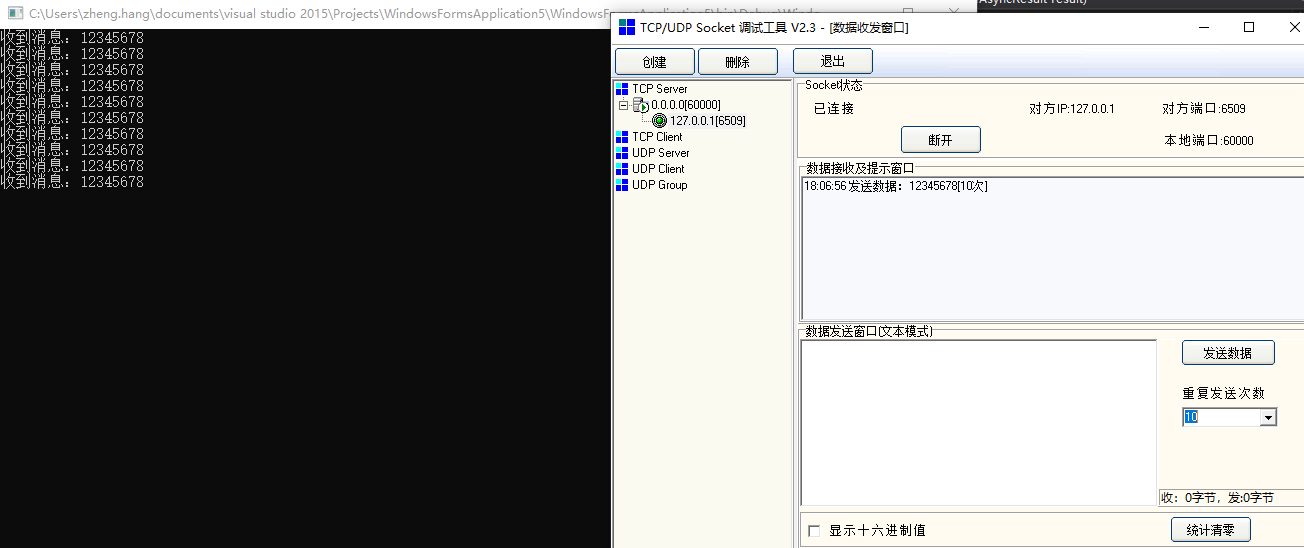 C:\Users\zheng.hang\documents\visual studio 2015\Projects\WindowsFormsApplication5\WindowsForms
AsyncResult result)
收到消息: 12345678
收到消息: 12345678
收到消息: 12345678
收到消息: 12345678
收到消息: 12345678
收到消息: 12345678
收到消息: 12345678
收到消息: 12345678
收到消息: 12345678
收到消息: 12345678
TCP/UDP Socket 调试工具 V2.3 - [数据收发窗口]
创建
删除
退出
TCP Server
0.0.0.0[60000]
127.0.0.1[6509]
TCP Client
UDP Server
UDP Client
UDP Group
Socket状态
已连接
对方IP:127.0.0.1
对方端口:6509
断开
本地端口:60000
数据接收及提示窗口
18:06:56 发送数据：12345678[10次]
数据发送窗口(文本模式)
发送数据
重复发送次数
10
收：0字节，发:0字节
显示十六进制值
统计清零